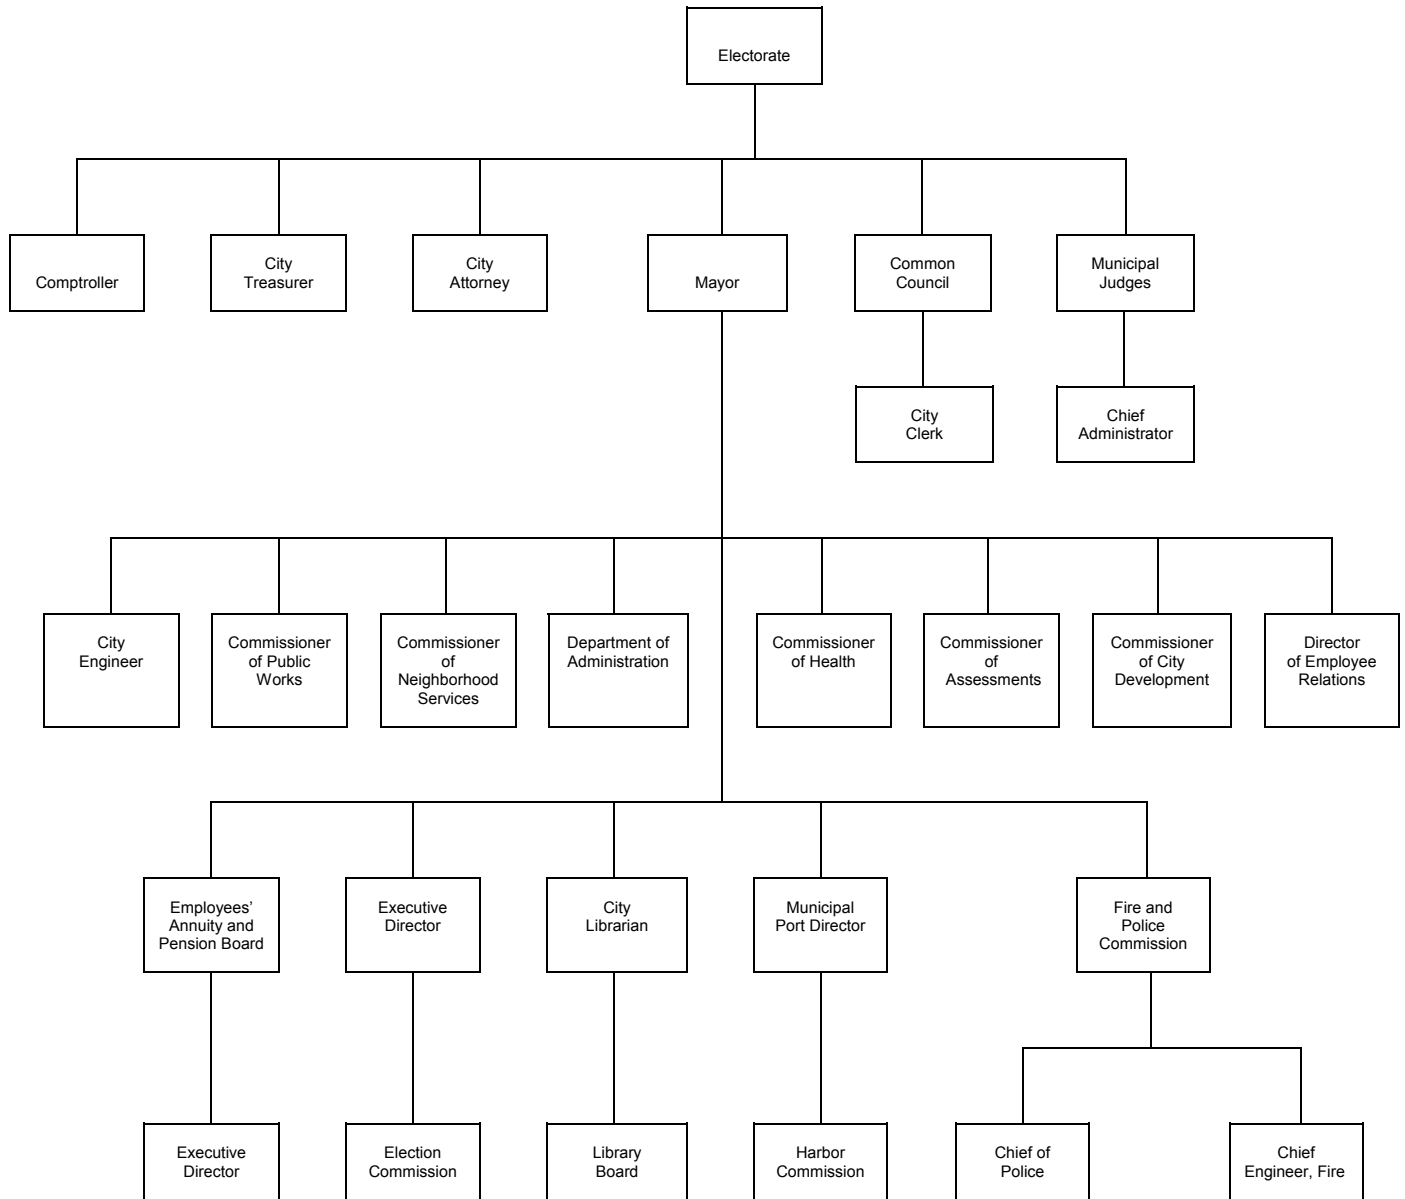 Electorate
Comptroller
City
Treasurer
City
Attorney
Mayor
Common
Council
Municipal
Judges
City
Clerk
Chief
Administrator
City
Engineer
Commissioner
of Public
Works
Commissioner
of
Neighborhood
Services
Department of
Administration
Commissioner
of Health
Commissioner
of
Assessments
Commissioner
of City
Development
Director
of Employee
Relations
Employees’
Annuity and
Pension Board
Executive
Director
City
Librarian
Municipal
Port Director
Fire and
Police
Commission
Executive
Director
Election
Commission
Library
Board
Harbor
Commission
Chief of
Police
Chief
Engineer, Fire